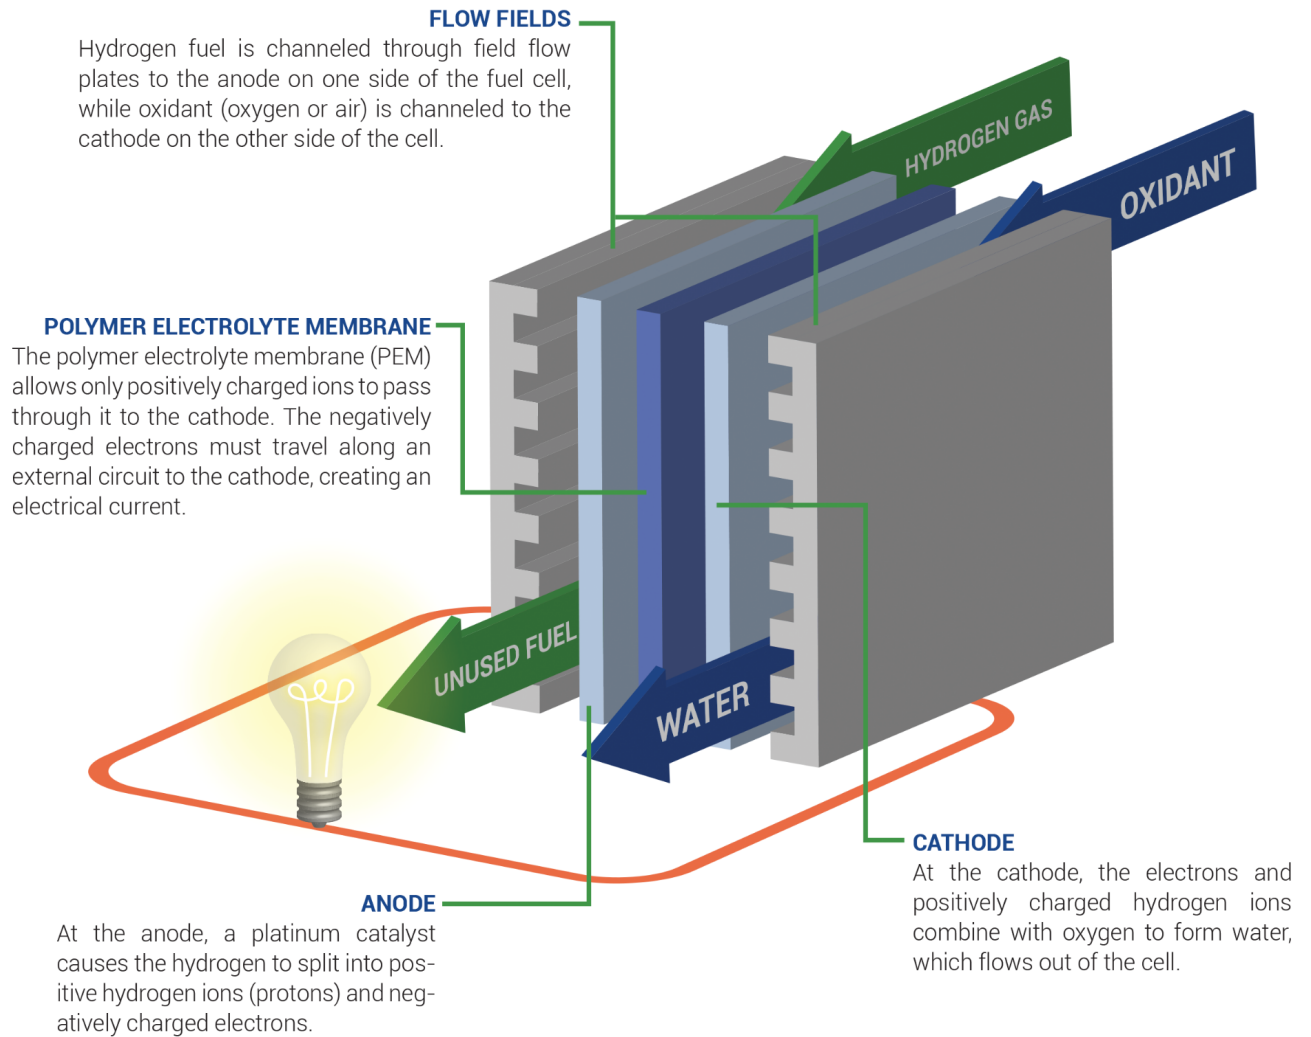 FLOW FIELDS
Hydrogen fuel is channeled through field flow
plates to the anode on one side of the fuel cell,
while oxidant (oxygen or air) is channeled to the
cathode on the other side of the cell.
HYDROGEN GAS
OXIDANT
POLYMER ELECTROLYTE MEMBRANE
The polymer electrolyte membrane (PEM)
allows only positively charged ions to pass
through it to the cathode. The negatively
charged electrons must travel along an
external circuit to the cathode, creating an
electrical current.
UNUSED FUEL
WATER
CATHODE
At the cathode, the electrons and
positively charged hydrogen ions
combine with oxygen to form water,
which flows out of the cell.
ANODE
At the anode, a platinum catalyst
causes the hydrogen to split into pos-
itive hydrogen ions (protons) and neg-
atively charged electrons.